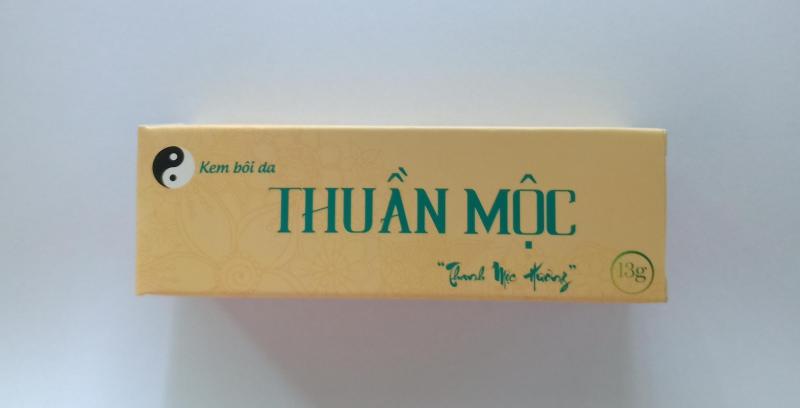 Kem bôi da
THUẦN MỘC
"Thanh Mộc Hương"
13g